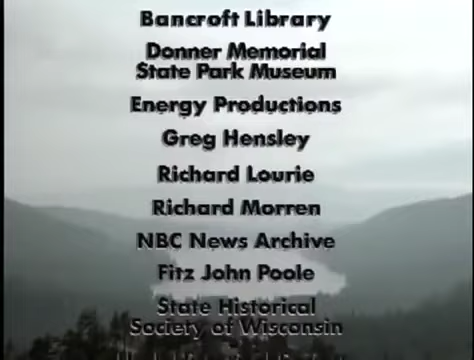 Bancroft Library
Donner Memorial
State Park Museum
Energy Productions
Greg Hensley
Richard Lourie
Richard Morren
NBC News Archive
Fitz John Poole
State Historical
Society of Wisconsin